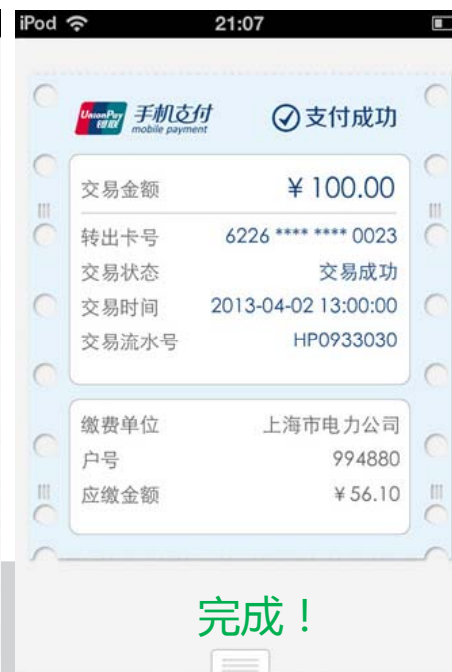 iPod 21:07
UnionPay 银联 手机支付 mobile payment 支付成功
交易金额 ¥ 100.00
转出卡号 6226 **** **** 0023
交易状态 交易成功
交易时间 2013-04-02 13:00:00
交易流水号 HP0933030
缴费单位 上海市电力公司
户号 994880
应缴金额 ¥ 56.10
完成！